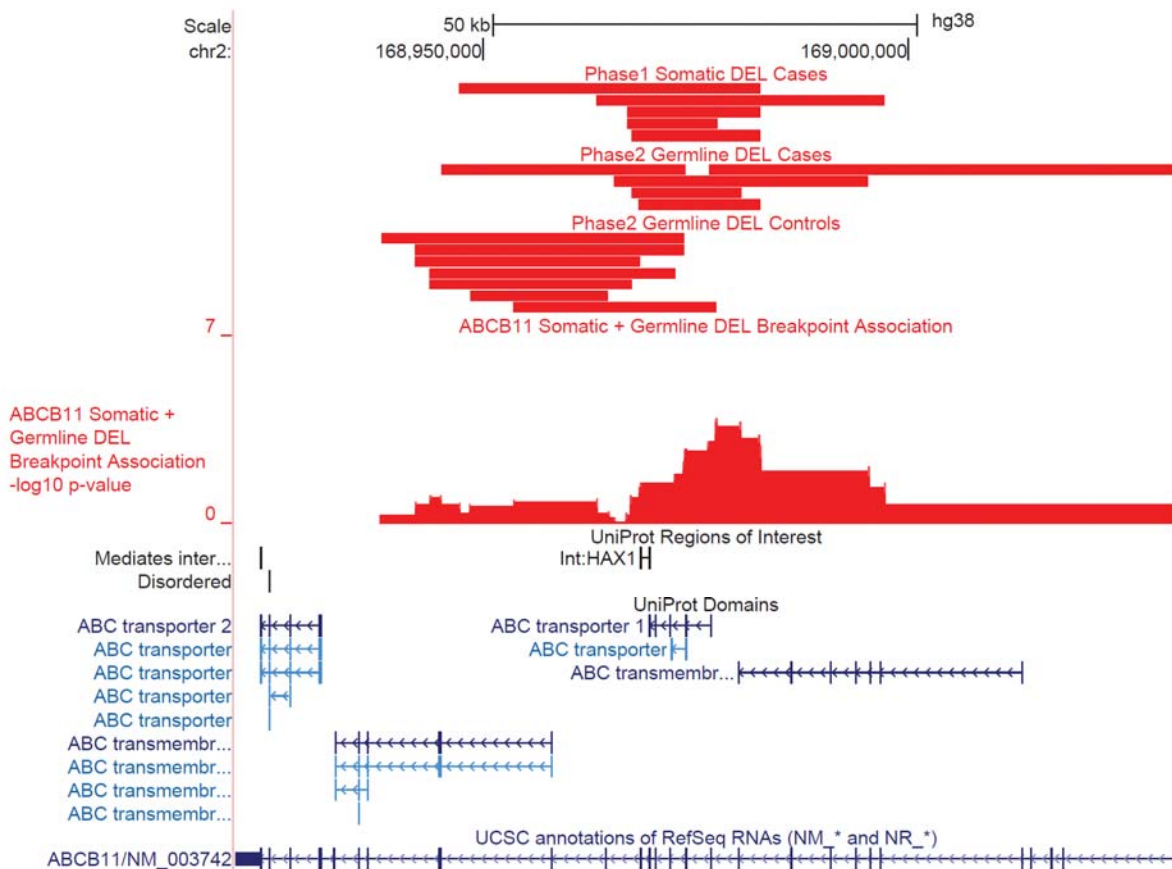 Scale 50 kb hg38
chr2: 168,950,000 169,000,000
Phase1 Somatic DEL Cases
Phase2 Germline DEL Cases
Phase2 Germline DEL Controls
ABCB11 Somatic + Germline DEL Breakpoint Association
7
ABCB11 Somatic +
Germline DEL
Breakpoint Association
-log10 p-value
0
UniProt Regions of Interest
Mediates inter... Int:HAX1
Disordered
UniProt Domains
ABC transporter 2 ABC transporter 1
ABC transporter ABC transporter
ABC transporter ABC transmembr...
ABC transporter
ABC transporter
ABC transmembr...
ABC transmembr...
ABC transmembr...
ABC transmembr...
UCSC annotations of RefSeq RNAs (NM_* and NR_*)
ABCB11/NM_003742